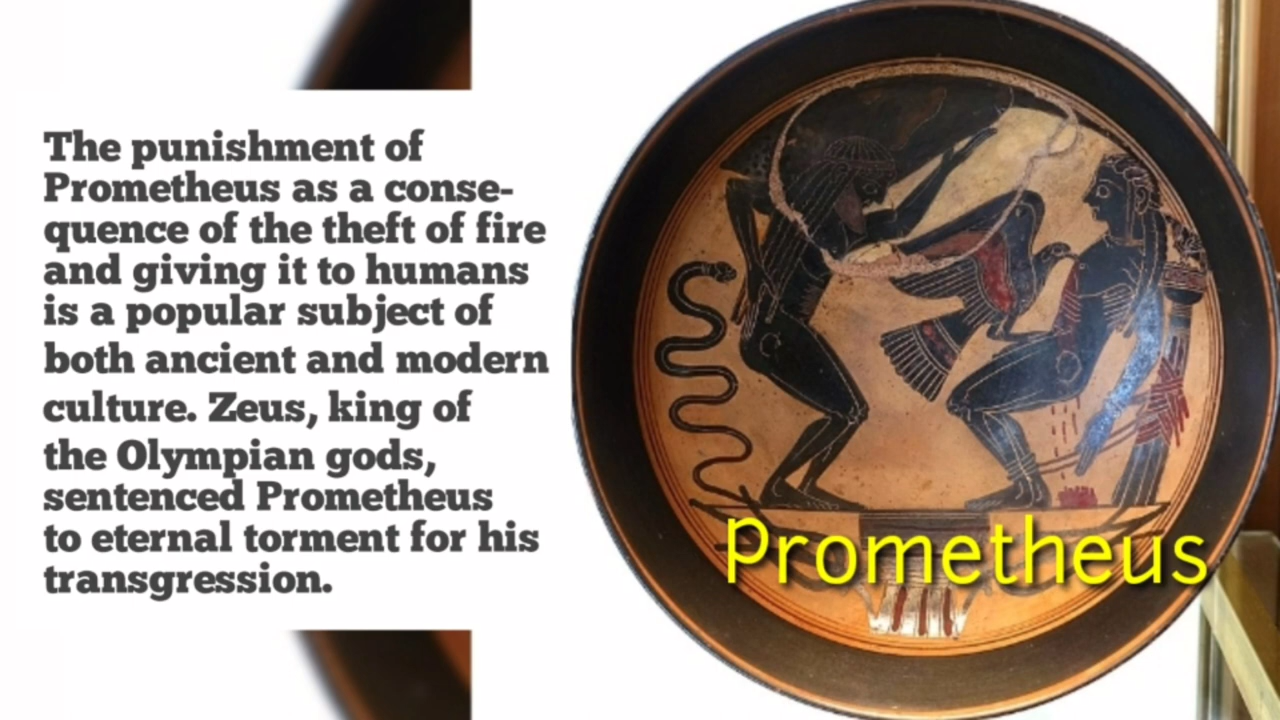 The punishment of
Prometheus as a conse-
quence of the theft of fire
and giving it to humans
is a popular subject of
both ancient and modern
culture. Zeus, king of
the Olympian gods,
sentenced Prometheus
to eternal torment for his
transgression.
Prometheus